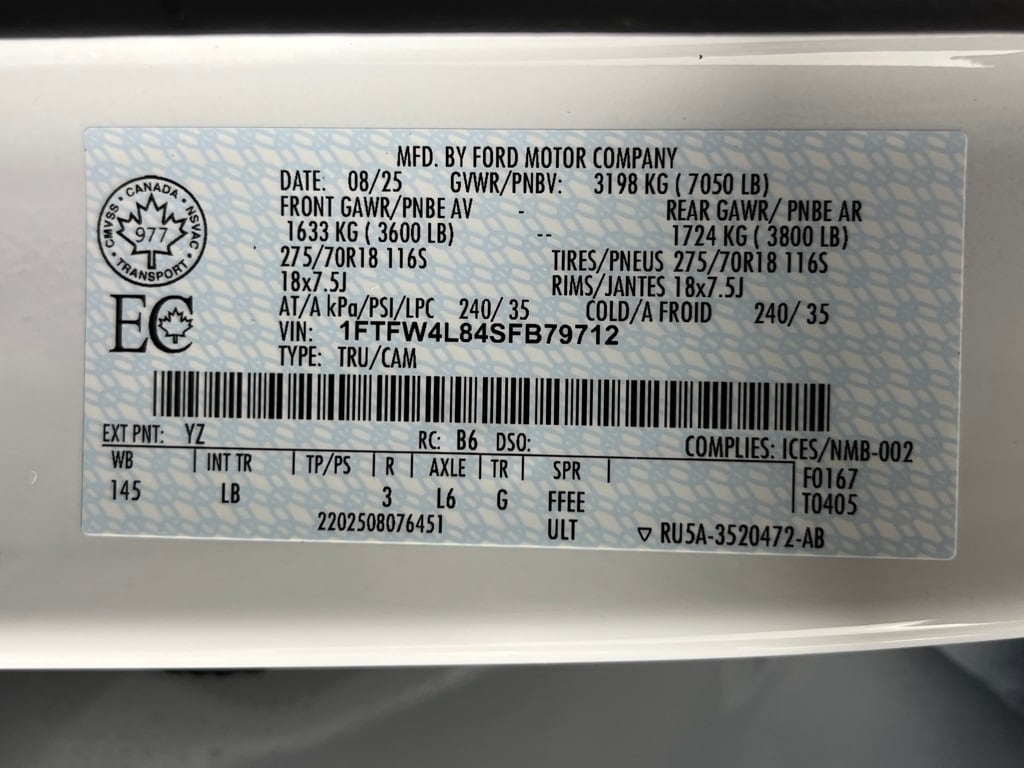 MFD. BY FORD MOTOR COMPANY
DATE: 08/25 GVWR/PNBV: 3198 KG ( 7050 LB)
FRONT GAWR/PNBE AV - REAR GAWR/ PNBE AR
1633 KG ( 3600 LB) -- 1724 KG ( 3800 LB)
275/70R18 116S TIRES/PNEUS 275/70R18 116S
18x7.5J RIMS/JANTES 18x7.5J
AT/A kPa/PSI/LPC 240/ 35 COLD/A FROID 240/ 35
VIN: 1FTFW4L84SFB79712
TYPE: TRU/CAM
CANADA
CMVSS NSVAC
977
TRANSPORT
EC
EXT PNT: YZ RC: B6 DSO: COMPLIES: ICES/NMB-002
WB INT TR TP/PS R AXLE TR SPR F0167
145 LB 3 L6 G FFEE T0405
2202508076451 ULT RU5A-3520472-AB